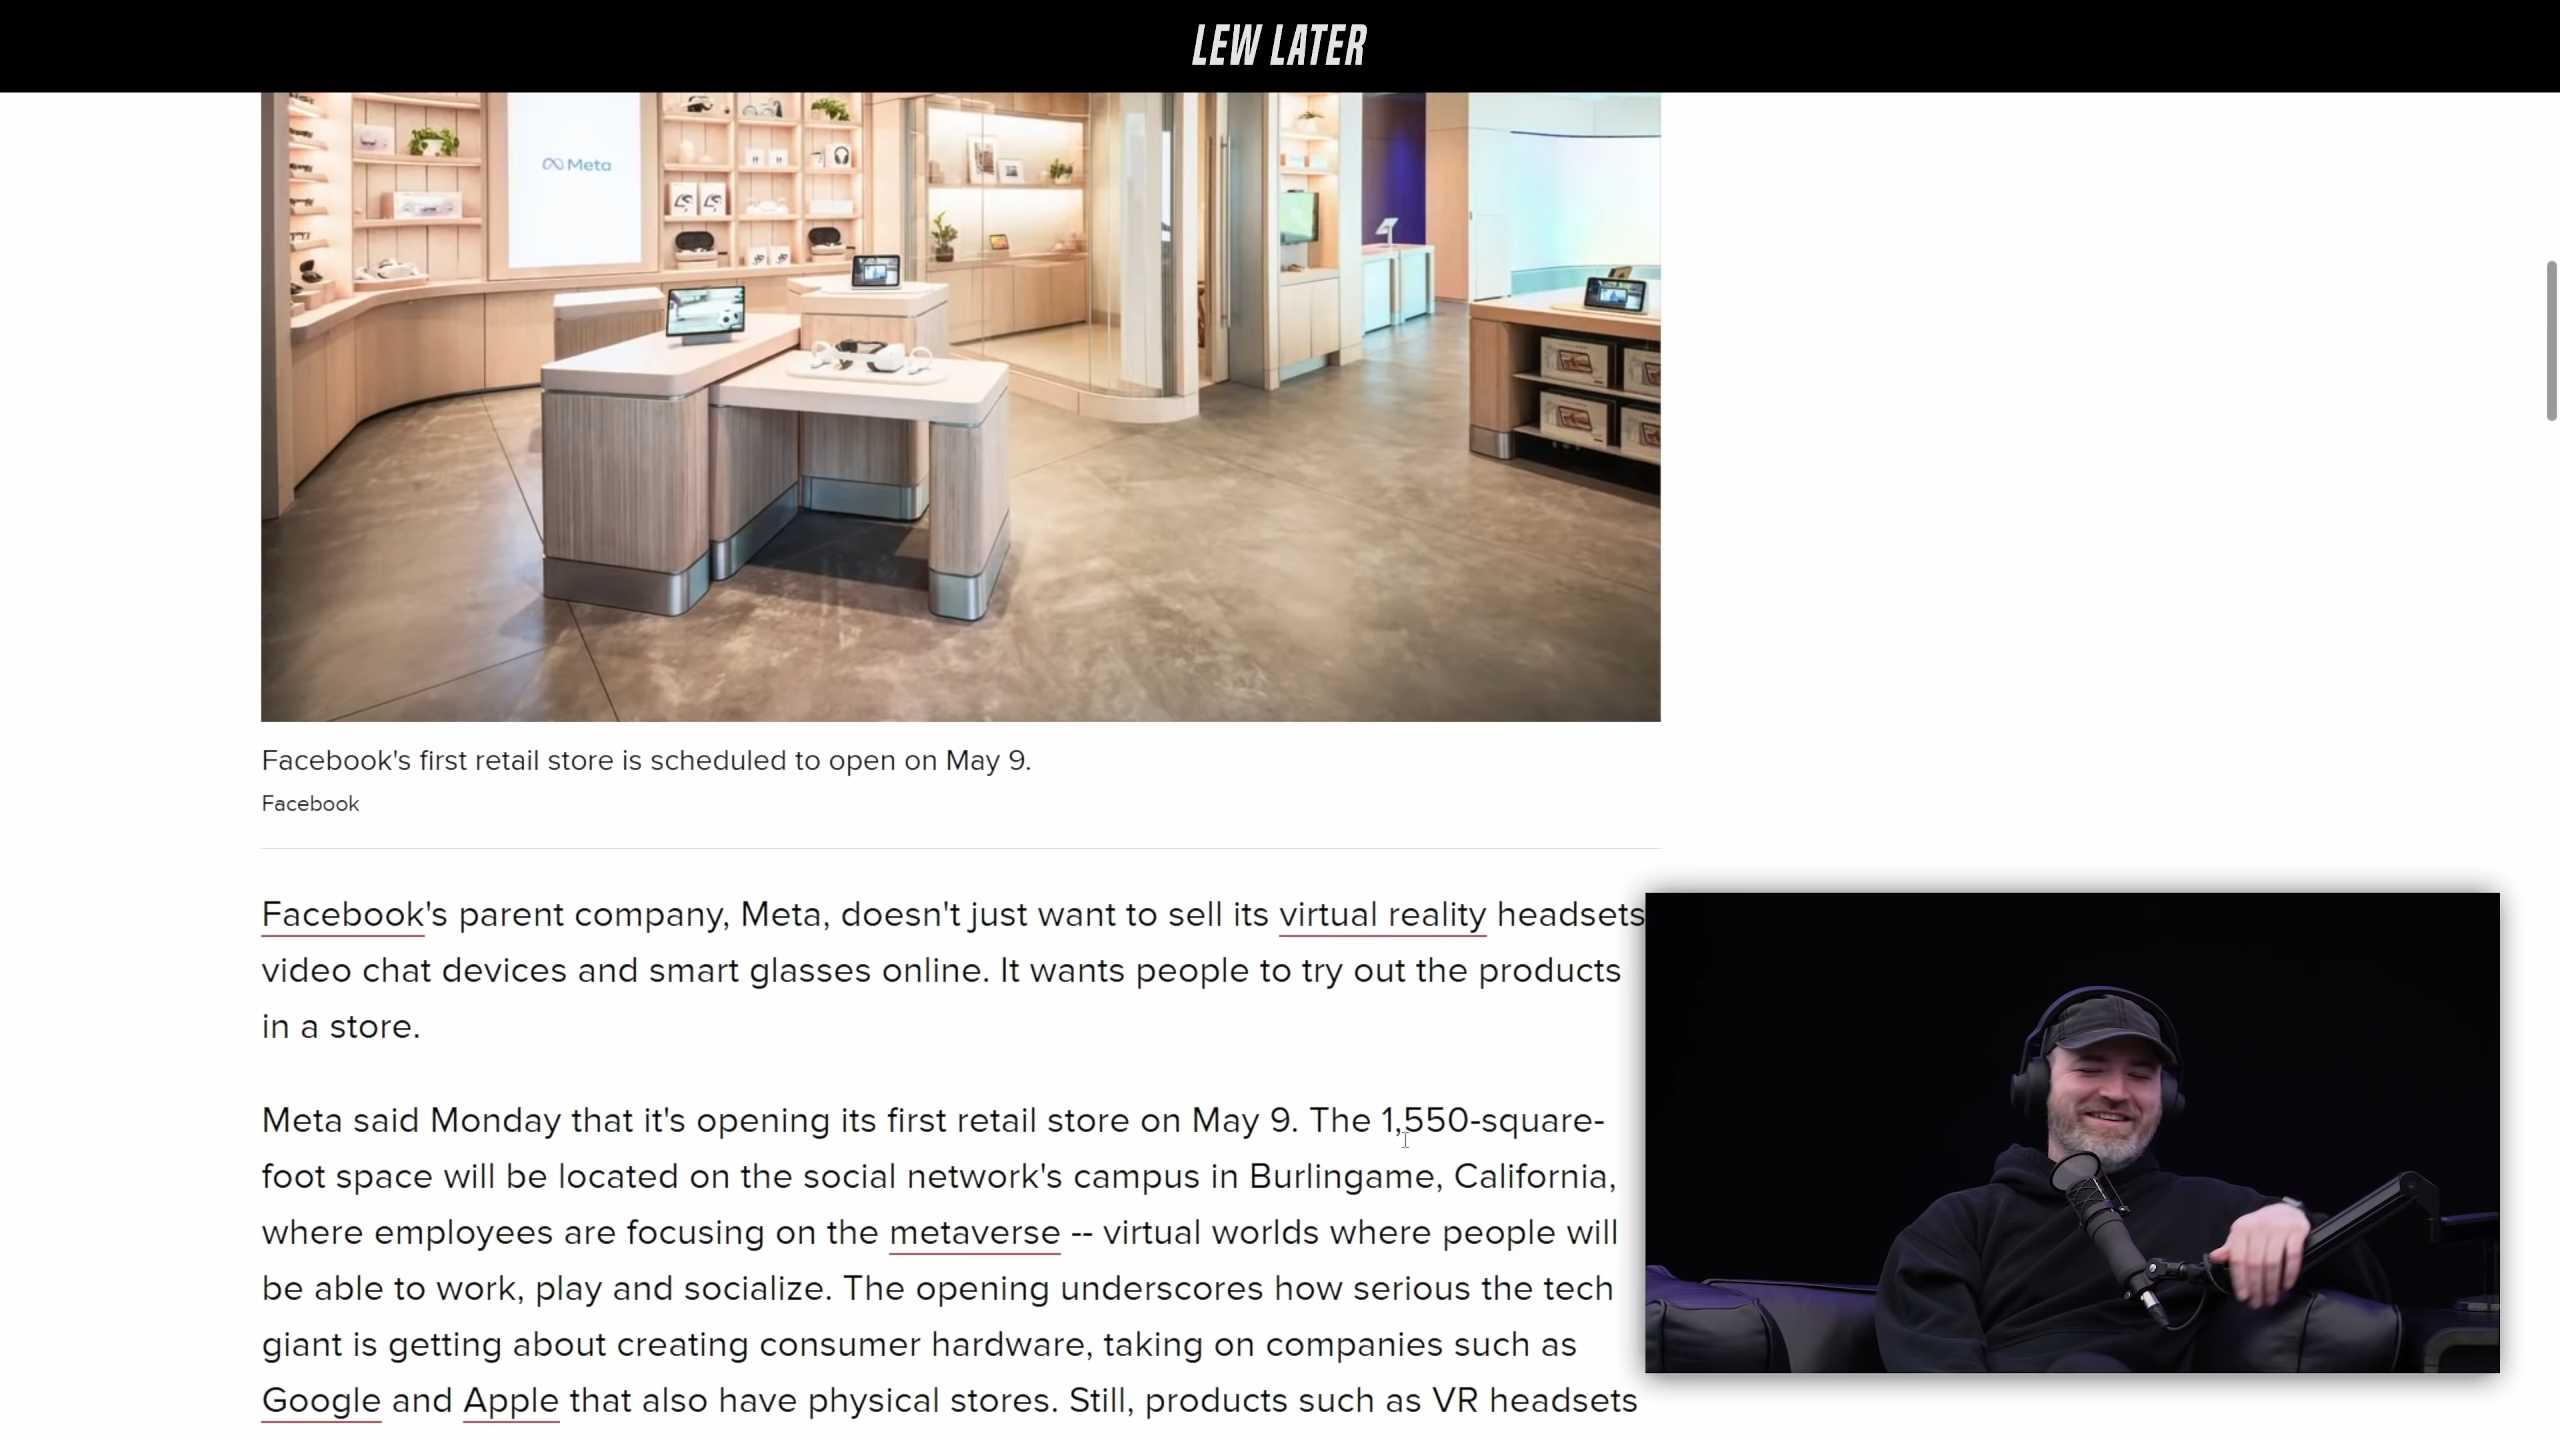 LEW LATER
Meta
Facebook's first retail store is scheduled to open on May 9.
Facebook
Facebook's parent company, Meta, doesn't just want to sell its virtual reality headsets
video chat devices and smart glasses online. It wants people to try out the products
in a store.
Meta said Monday that it's opening its first retail store on May 9. The 1,550-square-
foot space will be located on the social network's campus in Burlingame, California,
where employees are focusing on the metaverse -- virtual worlds where people will
be able to work, play and socialize. The opening underscores how serious the tech
giant is getting about creating consumer hardware, taking on companies such as
Google and Apple that also have physical stores. Still, products such as VR headsets